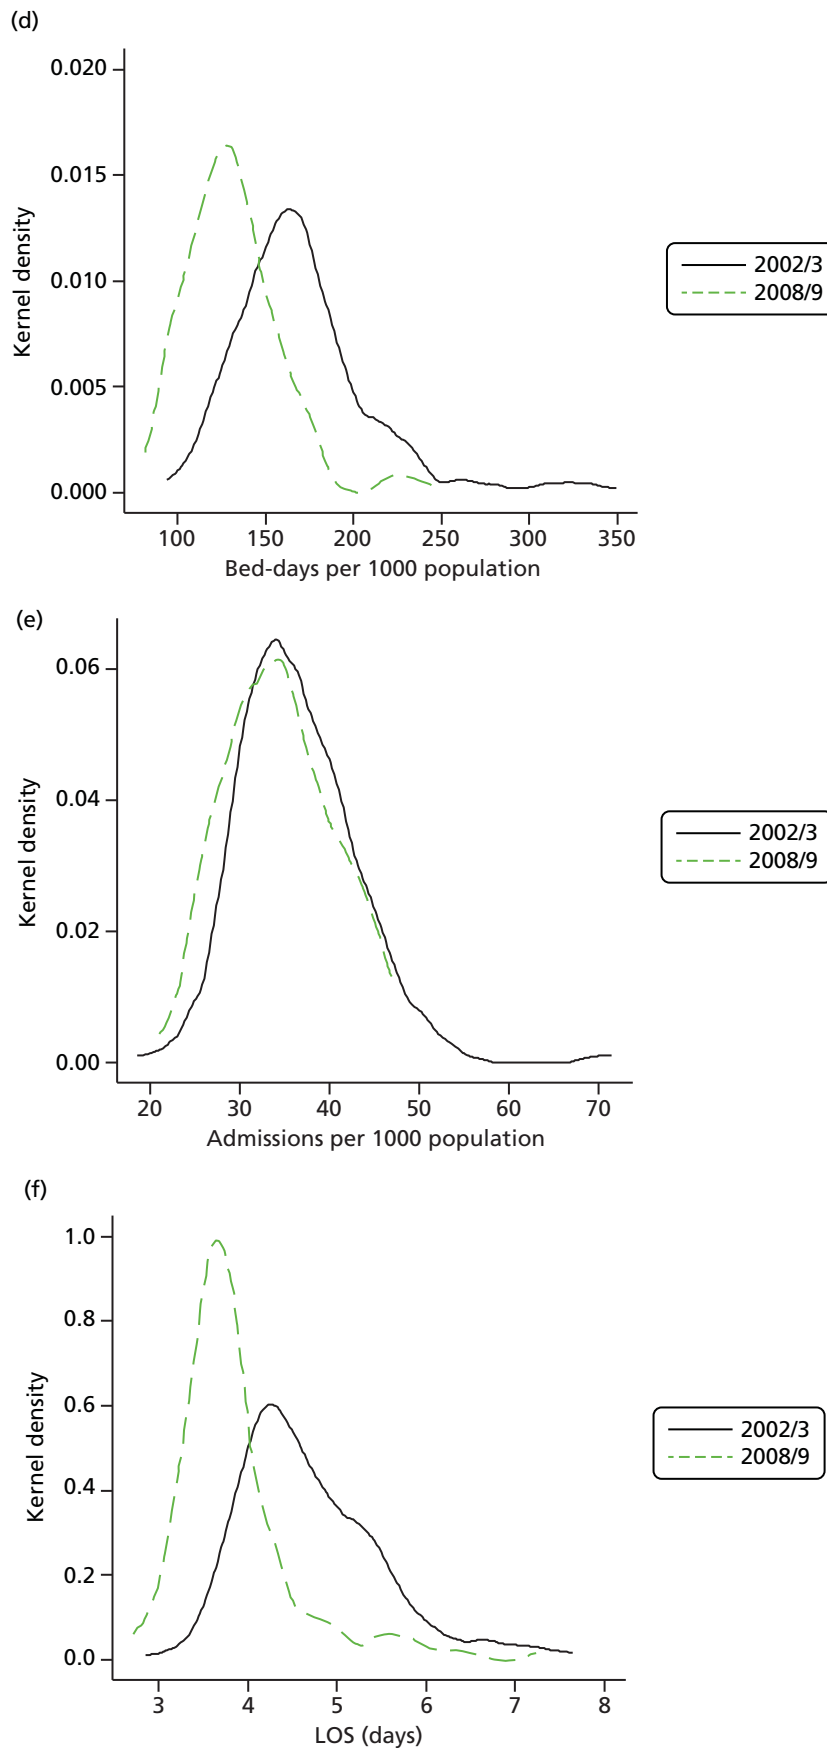 (d)
0.020
0.015
0.010
0.005
0.000
Kernel density
100 150 200 250 300 350
Bed-days per 1000 population
2002/3
2008/9
(e)
0.06
0.04
0.02
0.00
Kernel density
20 30 40 50 60 70
Admissions per 1000 population
2002/3
2008/9
(f)
1.0
0.8
0.6
0.4
0.2
0.0
Kernel density
3 4 5 6 7 8
LOS (days)
2002/3
2008/9